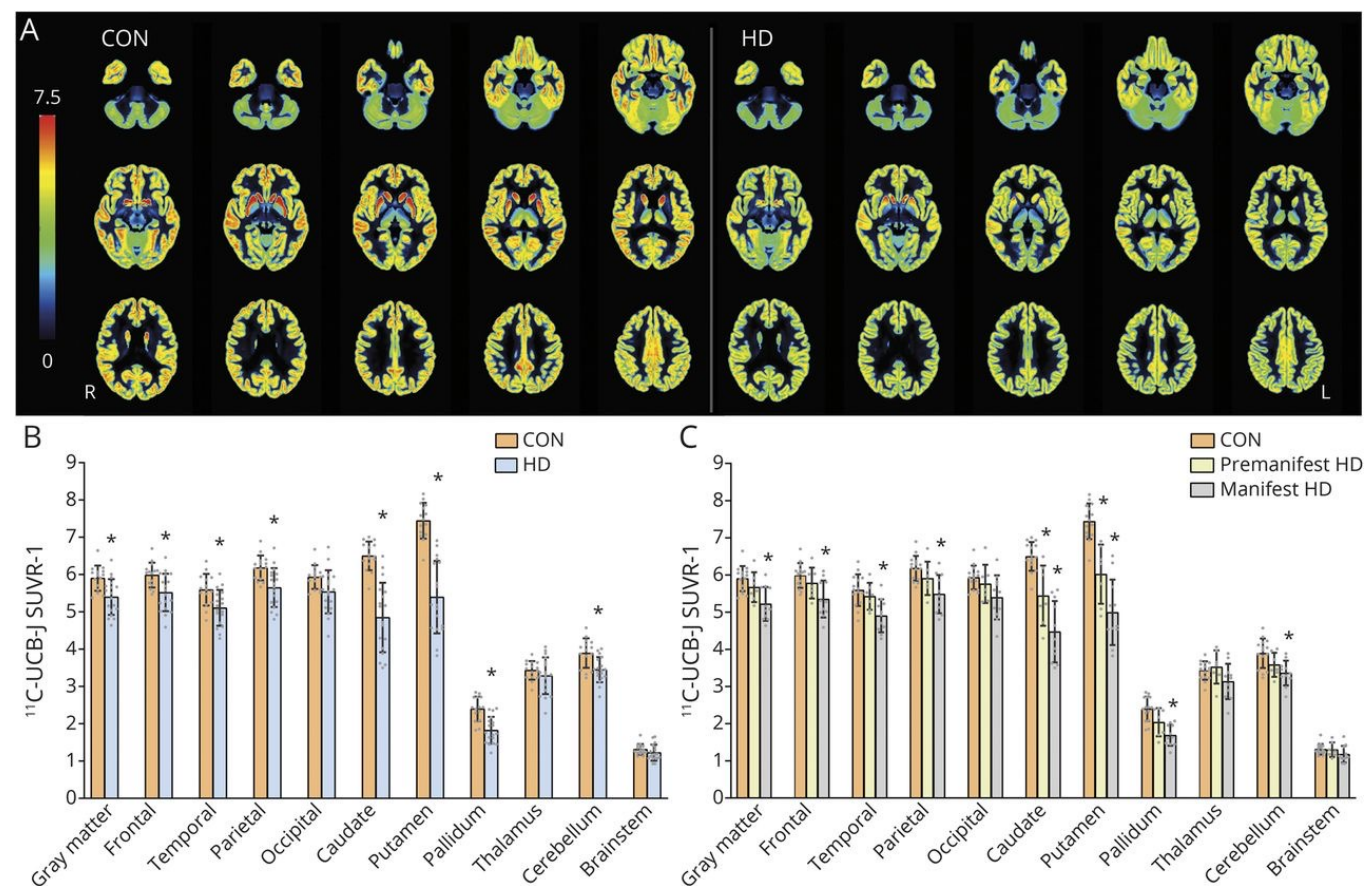 A
CON
HD
7.5
0
R
L
B
CON
HD
9
8
7
6
5
4
3
2
1
0
¹¹C-UCB-J SUVR-1
* * * * * * * *
Gray matter
Frontal
Temporal
Parietal
Occipital
Caudate
Putamen
Pallidum
Thalamus
Cerebellum
Brainstem
C
CON
Premanifest HD
Manifest HD
9
8
7
6
5
4
3
2
1
0
¹¹C-UCB-J SUVR-1
* * * * * * * * * *
Gray matter
Frontal
Temporal
Parietal
Occipital
Caudate
Putamen
Pallidum
Thalamus
Cerebellum
Brainstem